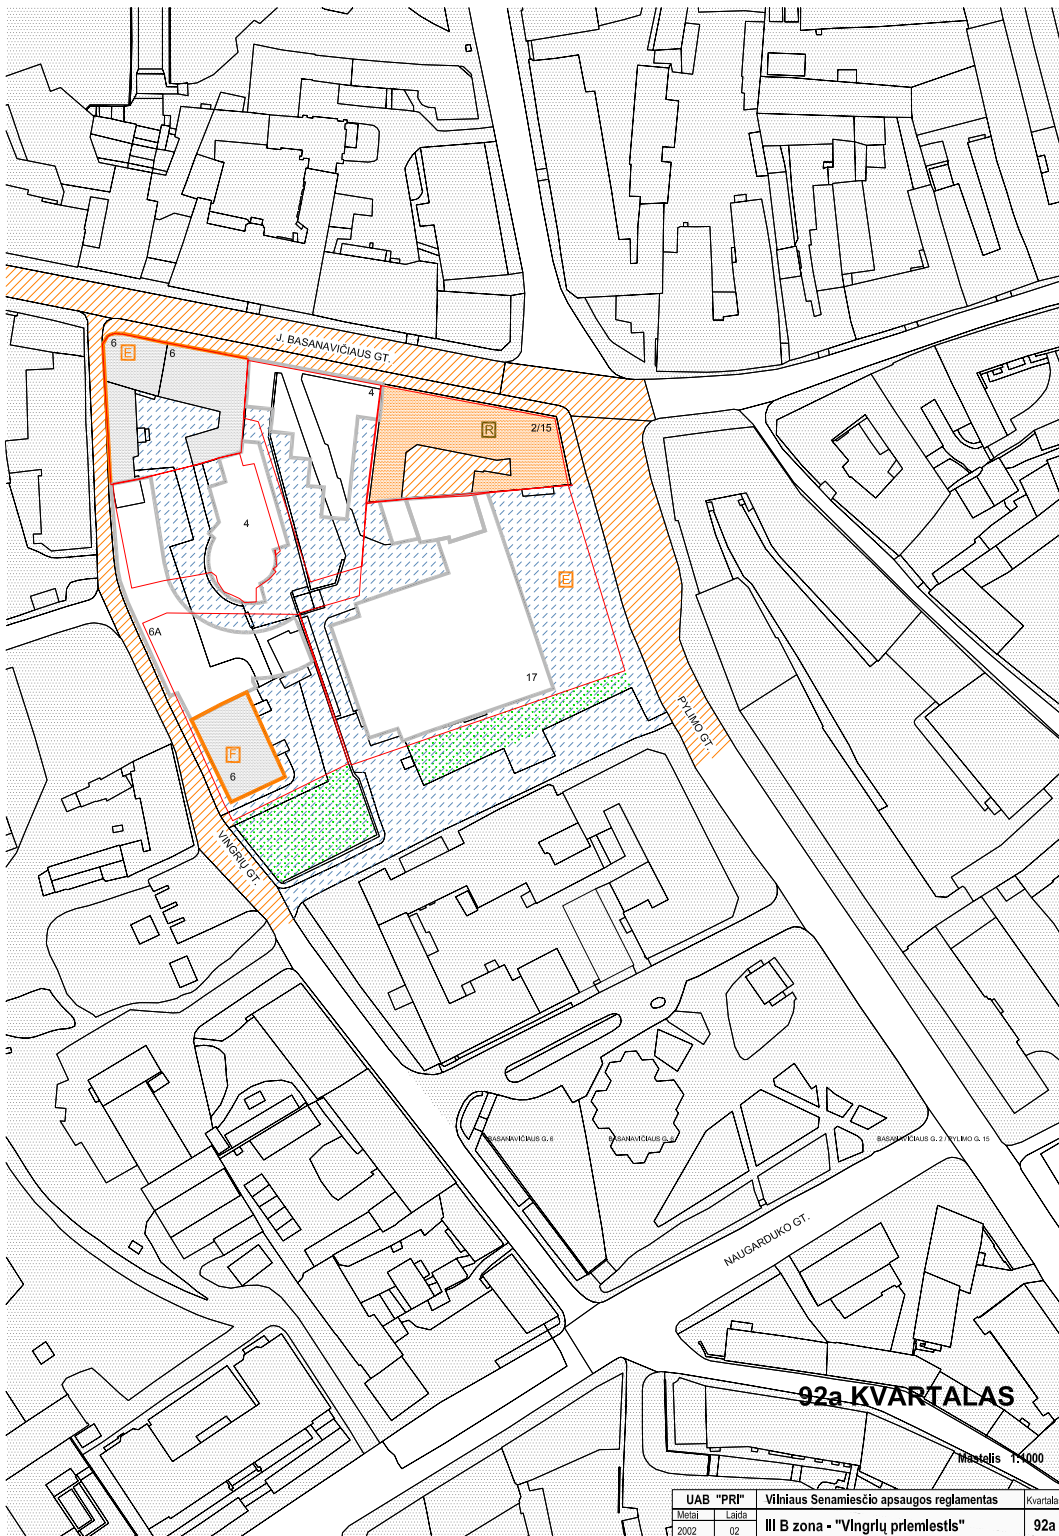 J. BASANAVIČIAUS GT.
6
E
6
4
R
2/15
4
E
6A
17
PYLIMO GT.
F
6
VINGRIŲ GT.
BASANAVIČIAUS G. 6
BASANAVIČIAUS G. 6
BASANAVIČIAUS G. 2 / PYLIMO G. 15
NAUGARDUKO GT.
92a KVARTALAS
Mastelis 1:1000
UAB "PRI"
Vilniaus Senamiesčio apsaugos reglamentas
Kvartala
Metai
Laida
III B zona - "Vingrių priemiestis"
92a
2002
02